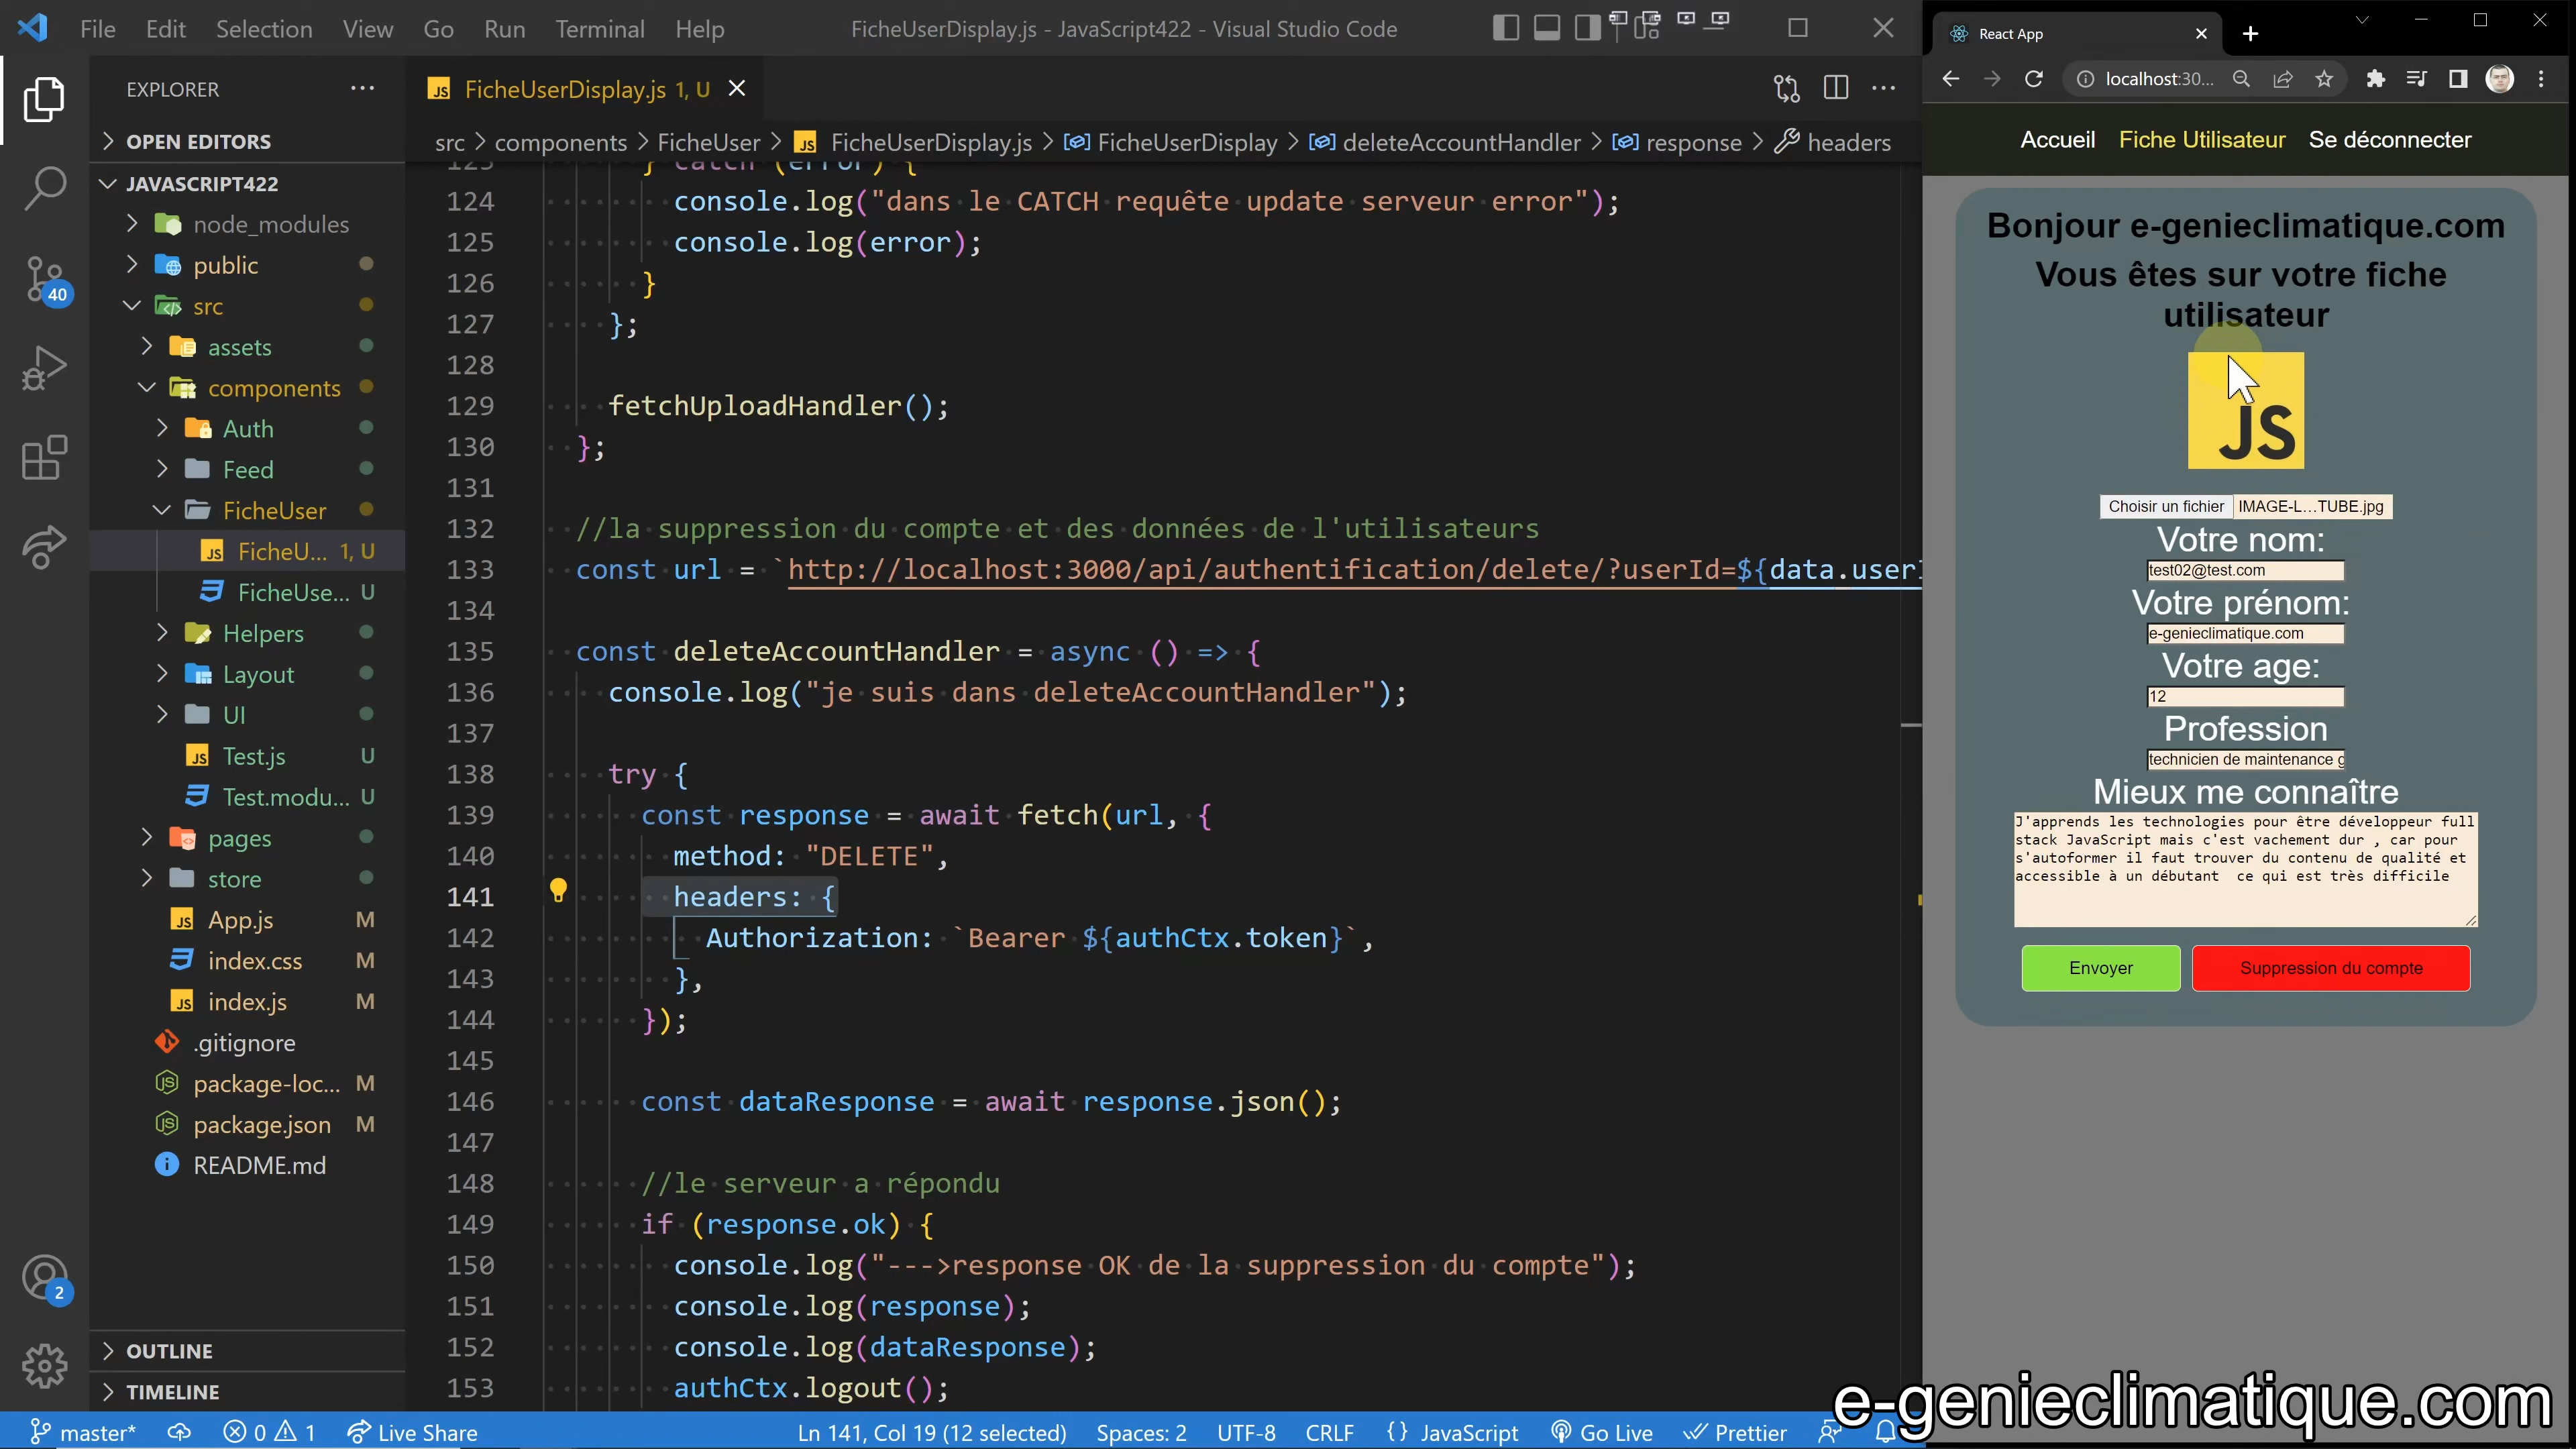 File Edit Selection View Go Run Terminal Help
FicheUserDisplay.js - JavaScript422 - Visual Studio Code
EXPLORER
OPEN EDITORS
JAVASCRIPT422
node_modules
public
src
assets
components
Auth
Feed
FicheUser
FicheU... 1, U
FicheUse... U
Helpers
Layout
UI
Test.js U
Test.modu... U
pages
store
App.js M
index.css M
index.js M
.gitignore
package-loc... M
package.json M
README.md
OUTLINE
TIMELINE
40
2
FicheUserDisplay.js 1, U
src > components > FicheUser > FicheUserDisplay.js > FicheUserDisplay > deleteAccountHandler > response > headers
123 } catch (error) {
124 console.log("dans le CATCH requête update serveur error");
125 console.log(error);
126 }
127 };
128
129 fetchUploadHandler();
130 };
131
132 //la suppression du compte et des données de l'utilisateurs
133 const url = `http://localhost:3000/api/authentification/delete/?userId=${data.userI
134
135 const deleteAccountHandler = async () => {
136 console.log("je suis dans deleteAccountHandler");
137
138 try {
139 const response = await fetch(url, {
140 method: "DELETE",
141 headers: {
142 Authorization: `Bearer ${authCtx.token}`,
143 },
144 });
145
146 const dataResponse = await response.json();
147
148 //le serveur a répondu
149 if (response.ok) {
150 console.log("--->response OK de la suppression du compte");
151 console.log(response);
152 console.log(dataResponse);
153 authCtx.logout();
master* 0 1 Live Share Ln 141, Col 19 (12 selected) Spaces: 2 UTF-8 CRLF {} JavaScript Go Live Prettier
React App
localhost:30...
Accueil Fiche Utilisateur Se déconnecter
Bonjour e-genieclimatique.com
Vous êtes sur votre fiche
utilisateur
JS
Choisir un fichier IMAGE-L...TUBE.jpg
Votre nom:
test02@test.com
Votre prénom:
e-genieclimatique.com
Votre age:
12
Profession
technicien de maintenance g
Mieux me connaître
J'apprends les technologies pour être développeur full
stack JavaScript mais c'est vachement dur , car pour
s'autoformer il faut trouver du contenu de qualité et
accessible à un débutant ce qui est très difficile
Envoyer Suppression du compte
e-genieclimatique.com